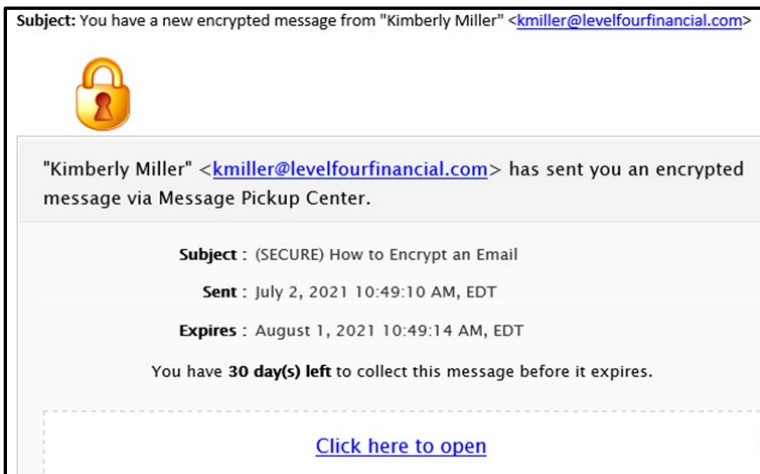 Subject: You have a new encrypted message from "Kimberly Miller" <kmiller@levelfourfinancial.com>
"Kimberly Miller" <kmiller@levelfourfinancial.com> has sent you an encrypted
message via Message Pickup Center.
Subject : (SECURE) How to Encrypt an Email
Sent : July 2, 2021 10:49:10 AM, EDT
Expires : August 1, 2021 10:49:14 AM, EDT
You have 30 day(s) left to collect this message before it expires.
Click here to open